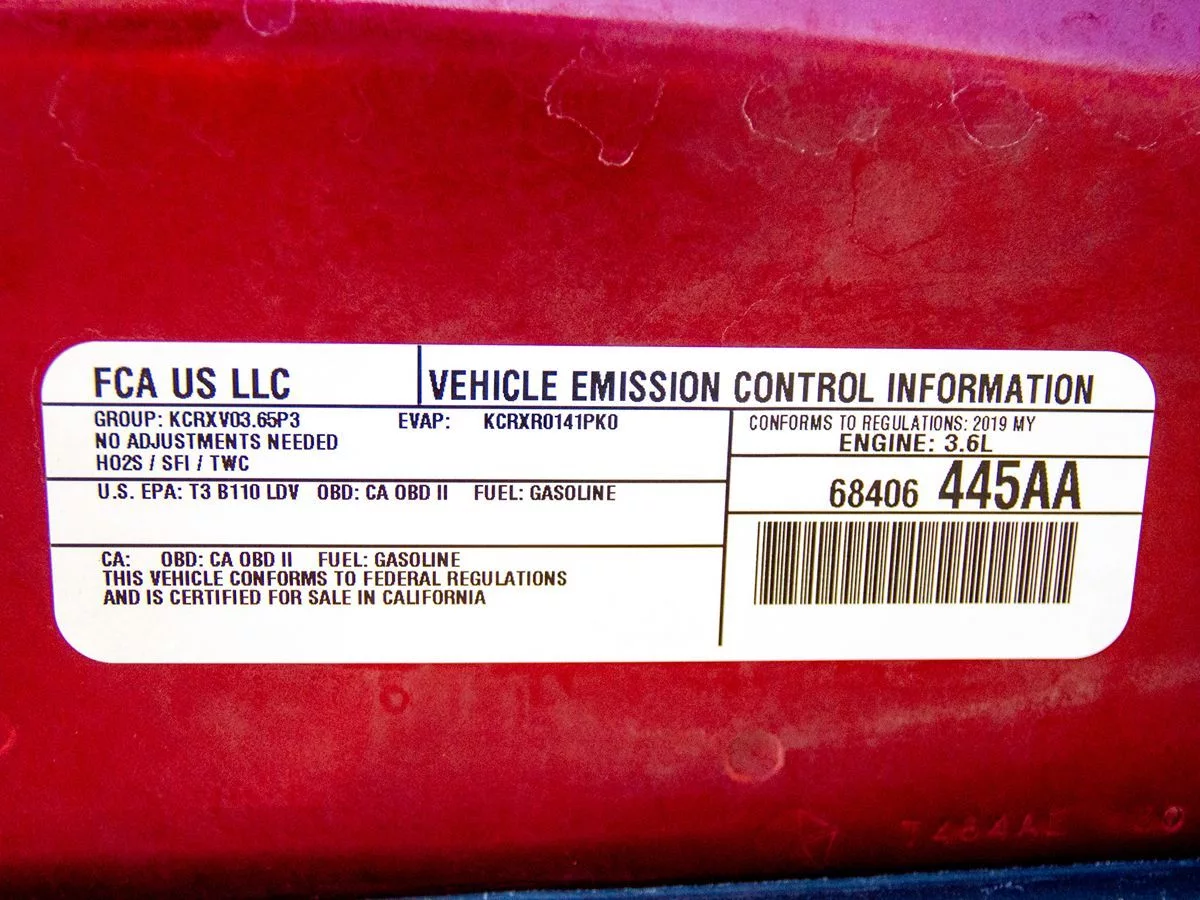 FCA US LLC
VEHICLE EMISSION CONTROL INFORMATION
GROUP: KCRXV03.65P3 EVAP: KCRXR0141PK0
NO ADJUSTMENTS NEEDED
HO2S / SFI / TWC
CONFORMS TO REGULATIONS: 2019 MY
ENGINE: 3.6L
U.S. EPA: T3 B110 LDV OBD: CA OBD II FUEL: GASOLINE
68406 445AA
CA: OBD: CA OBD II FUEL: GASOLINE
THIS VEHICLE CONFORMS TO FEDERAL REGULATIONS
AND IS CERTIFIED FOR SALE IN CALIFORNIA